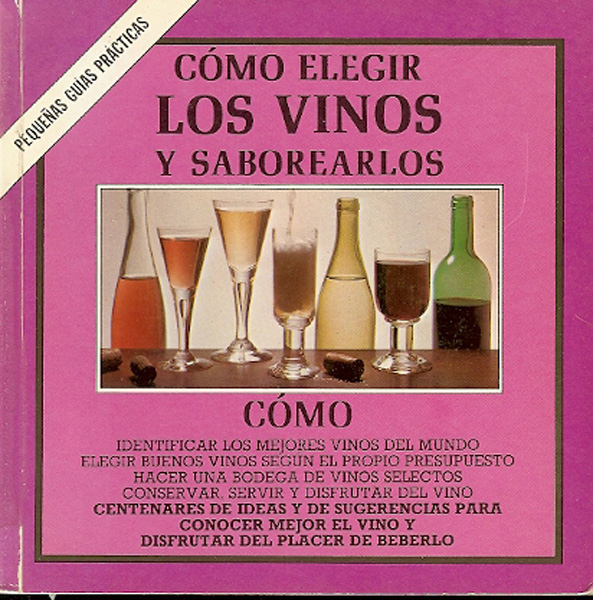 PEQUEÑAS GUÍAS PRÁCTICAS
CÓMO ELEGIR
LOS VINOS
Y SABOREARLOS
CÓMO
IDENTIFICAR LOS MEJORES VINOS DEL MUNDO
ELEGIR BUENOS VINOS SEGÚN EL PROPIO PRESUPUESTO
HACER UNA BODEGA DE VINOS SELECTOS
CONSERVAR, SERVIR Y DISFRUTAR DEL VINO
CENTENARES DE IDEAS Y DE SUGERENCIAS PARA
CONOCER MEJOR EL VINO Y
DISFRUTAR DEL PLACER DE BEBERLO